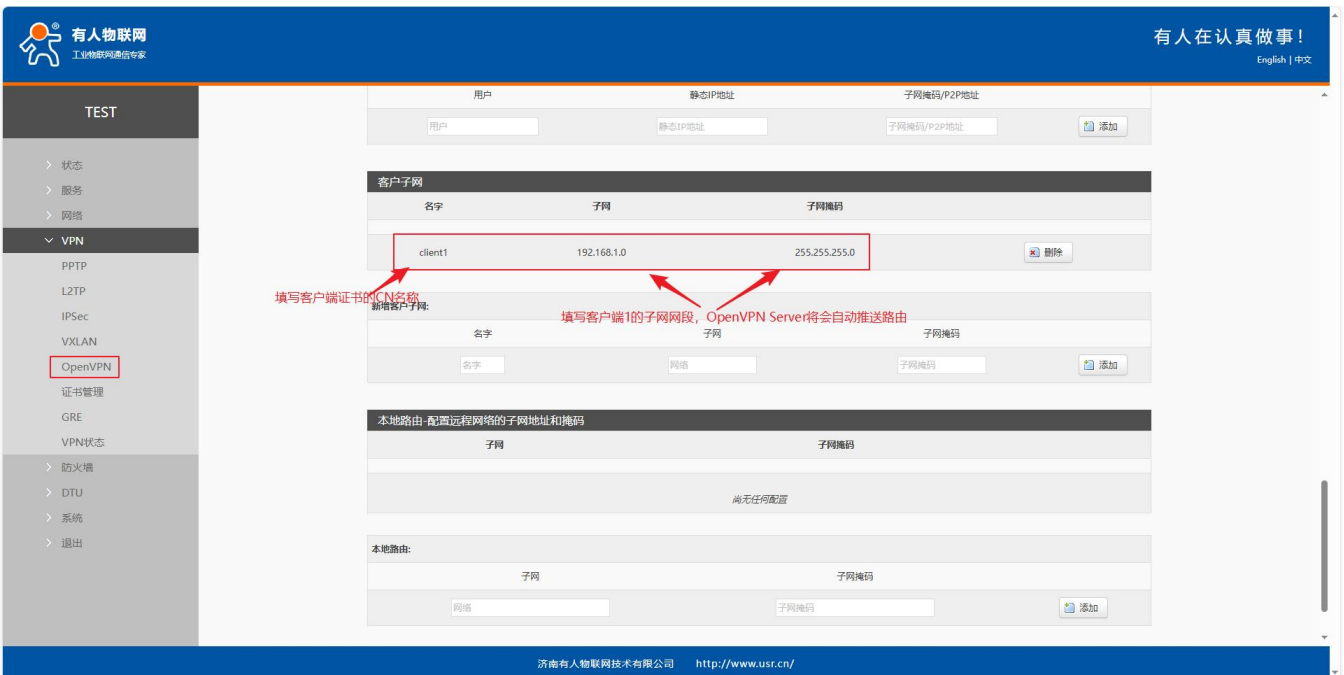 有人物联网
工业物联网通信专家
有人在认真做事！
English | 中文
TEST
状态
服务
网络
VPN
PPTP
L2TP
IPSec
VXLAN
OpenVPN
证书管理
GRE
VPN状态
防火墙
DTU
系统
退出
用户 静态IP地址 子网掩码/P2P地址
用户 静态IP地址 子网掩码/P2P地址 添加
客户子网
名字 子网 子网掩码
client1 192.168.1.0 255.255.255.0 删除
填写客户端证书的CN名称
新增客户子网:
填写客户端1的子网网段，OpenVPN Server将会自动推送路由
名字 子网 子网掩码
名字 网络 子网掩码 添加
本地路由-配置远程网络的子网地址和掩码
子网 子网掩码
尚无任何配置
本地路由:
子网 子网掩码
网络 子网掩码 添加
济南有人物联网技术有限公司 http://www.usr.cn/